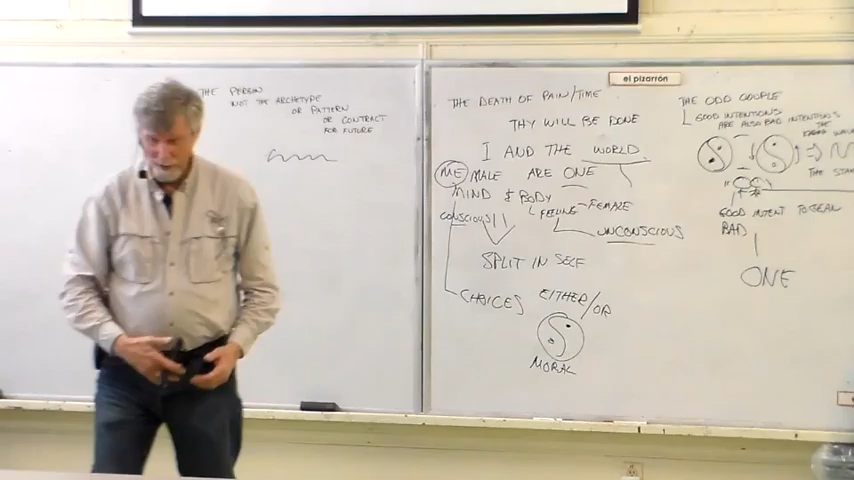 THE PERSON
NOT THE ARCHETYPE
OR PATTERN
OR CONTRACT
FOR FUTURE
el pizarrón
THE DEATH OF PAIN/TIME
THY WILL BE DONE
I AND THE WORLD
ME MALE ARE ONE
MIND & BODY
FEELING - FEMALE
CONSCIOUS
UNCONSCIOUS
SPLIT IN SELF
CHOICES EITHER/OR
MORAL
THE ODD COUPLE
GOOD INTENTIONS
ARE ALSO BAD INTENTIONS
THE
THE
GOOD INTENT TO
BAD
ONE